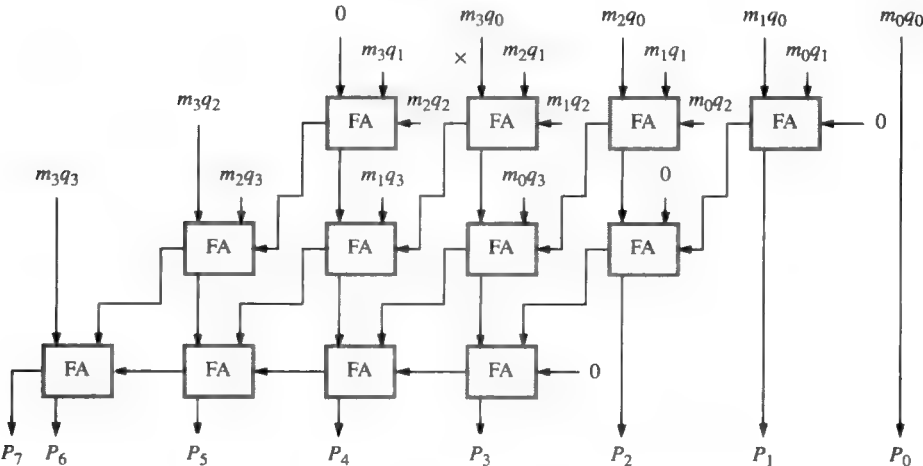 0 m₃q₀ m₂q₀ m₁q₀ m₀q₀
m₃q₁ × m₂q₁ m₁q₁ m₀q₁
m₃q₂ FA m₂q₂ FA m₁q₂ FA m₀q₂ FA 0
m₃q₃ m₂q₃ m₁q₃ m₀q₃ 0
FA FA FA FA
FA FA FA FA 0
P₇ P₆ P₅ P₄ P₃ P₂ P₁ P₀